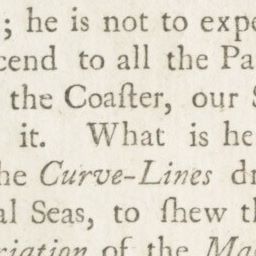 ; he is not to expe
cend to all the Pa
the Coaſter, our S
it. What is he
he Curve-Lines dr
al Seas, to ſhew th
riation of the Mag